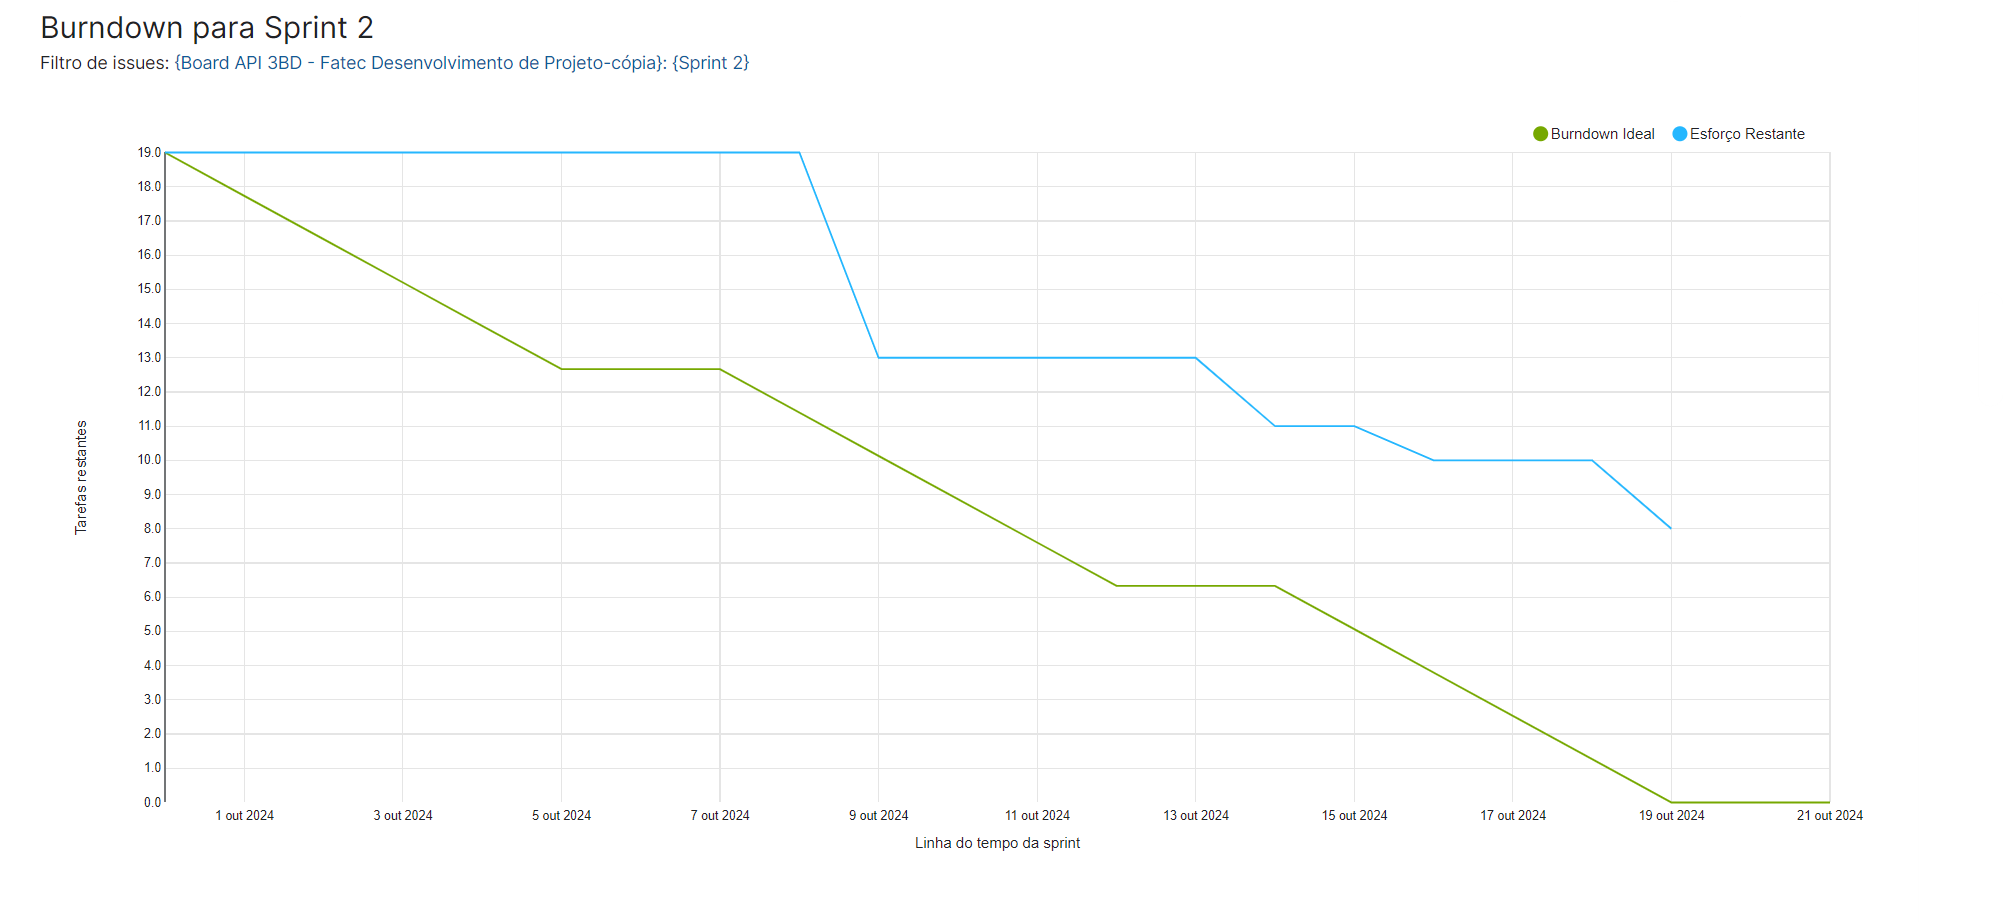 Burndown para Sprint 2
Filtro de issues: {Board API 3BD - Fatec Desenvolvimento de Projeto-cópia}: {Sprint 2}
Burndown Ideal
Esforço Restante
19.0
18.0
17.0
16.0
15.0
14.0
13.0
12.0
11.0
10.0
9.0
8.0
7.0
6.0
5.0
4.0
3.0
2.0
1.0
0.0
Tarefas restantes
1 out 2024
3 out 2024
5 out 2024
7 out 2024
9 out 2024
11 out 2024
13 out 2024
15 out 2024
17 out 2024
19 out 2024
21 out 2024
Linha do tempo da sprint